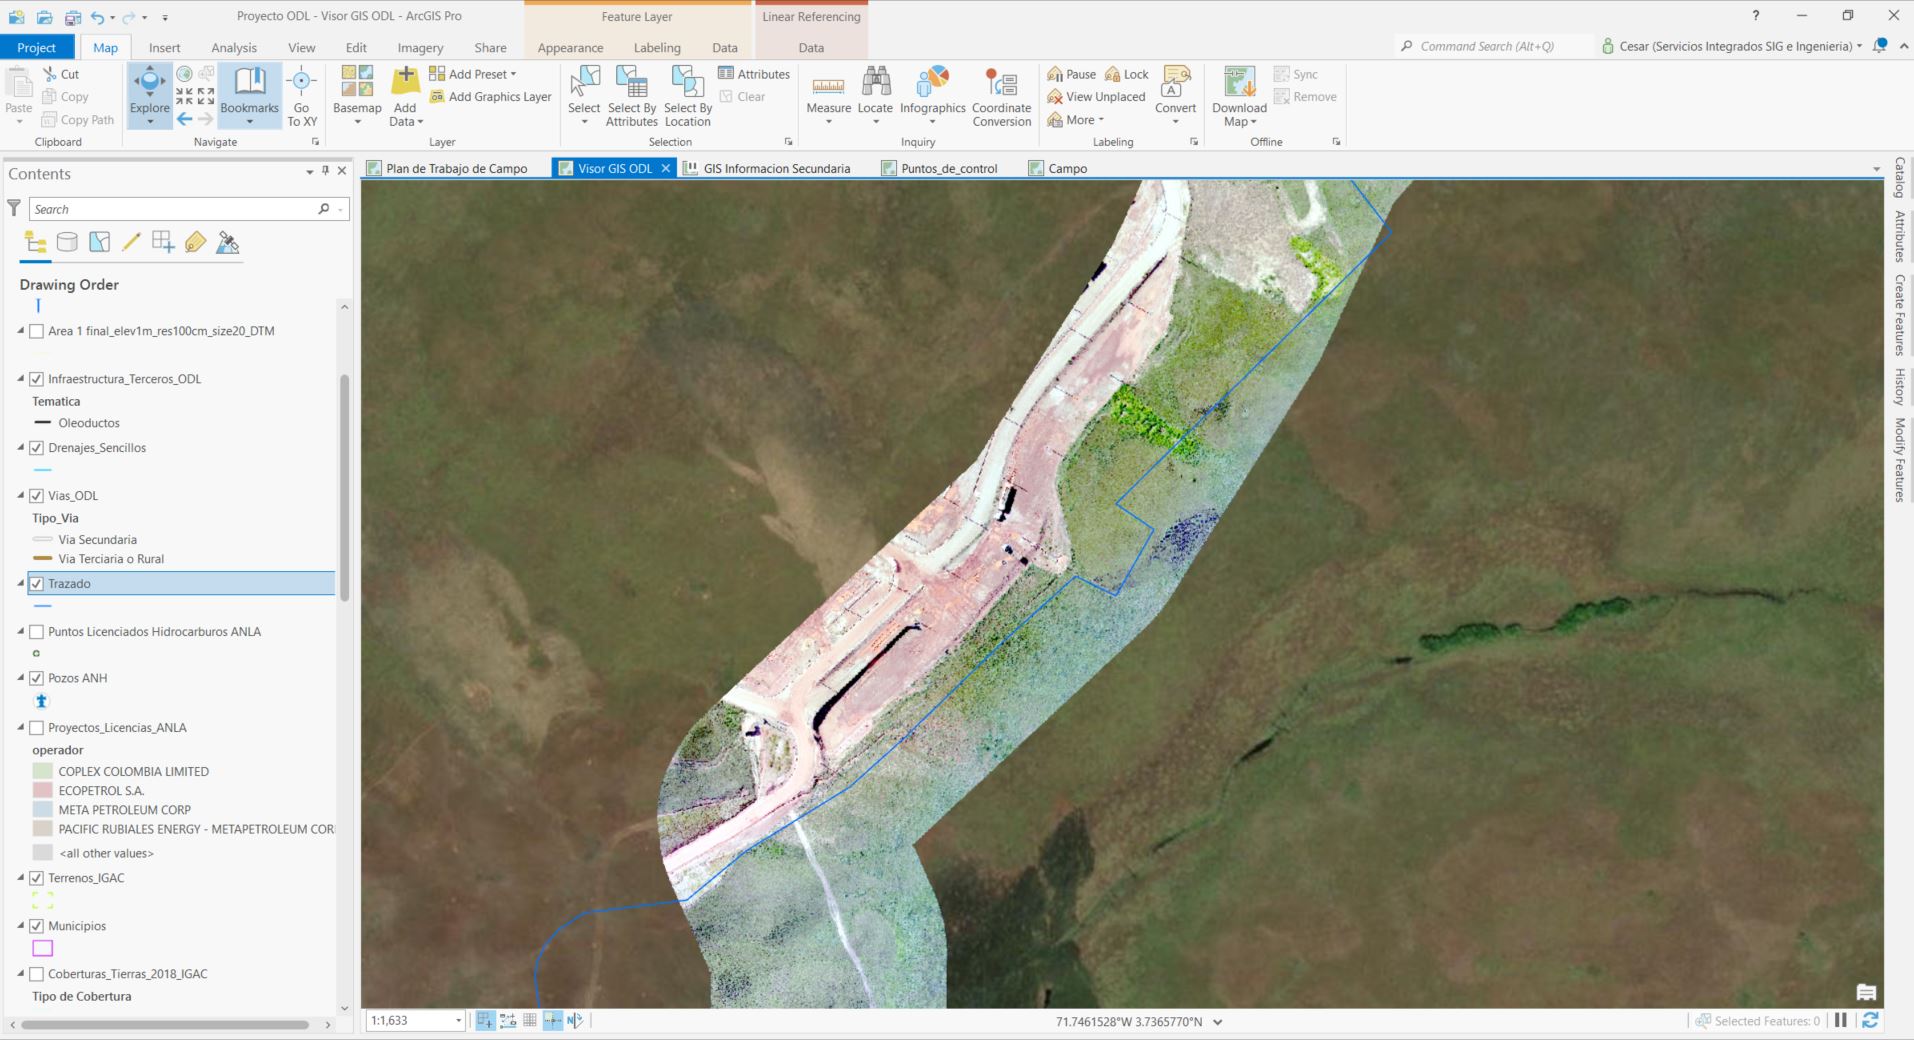 Proyecto ODL - Visor GIS ODL - ArcGIS Pro
Feature Layer
Linear Referencing
?
Project
Map
Insert
Analysis
View
Edit
Imagery
Share
Appearance
Labeling
Data
Data
Command Search (Alt+Q)
Cesar (Servicios Integrados SIG e Ingenieria)
Paste
Cut
Copy
Copy Path
Clipboard
Explore
Bookmarks
Go
To XY
Navigate
Basemap
Add
Data
Add Preset
Add Graphics Layer
Layer
Select
Select By
Attributes
Select By
Location
Attributes
Clear
Selection
Measure
Locate
Infographics
Coordinate
Conversion
Inquiry
Pause
Lock
View Unplaced
More
Convert
Labeling
Download
Map
Sync
Remove
Offline
Contents
Search
Drawing Order
Area 1 final_elev1m_res100cm_size20_DTM
Infraestructura_Terceros_ODL
Tematica
Oleoductos
Drenajes_Sencillos
Vias_ODL
Tipo_Via
Via Secundaria
Via Terciaria o Rural
Trazado
Puntos Licenciados Hidrocarburos ANLA
Pozos ANH
Proyectos_Licencias_ANLA
operador
COPLEX COLOMBIA LIMITED
ECOPETROL S.A.
META PETROLEUM CORP
PACIFIC RUBIALES ENERGY - METAPETROLEUM COR
<all other values>
Terrenos_IGAC
Municipios
Coberturas_Tierras_2018_IGAC
Tipo de Cobertura
Plan de Trabajo de Campo
Visor GIS ODL
GIS Informacion Secundaria
Puntos_de_control
Campo
Catalog
Attributes
Create Features
History
Modify Features
1:1,633
71.7461528°W 3.7365770°N
Selected Features: 0